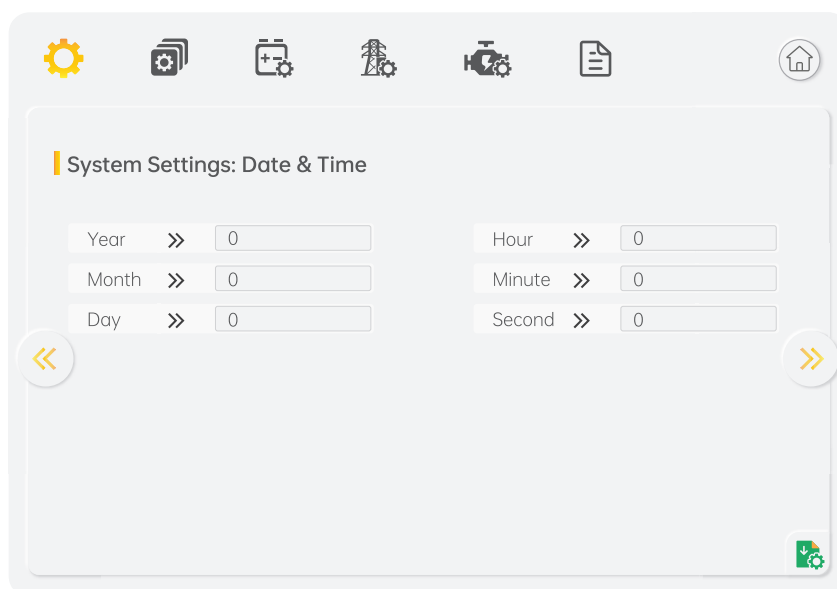 System Settings: Date & Time
Year 0 Hour 0
Month 0 Minute 0
Day 0 Second 0